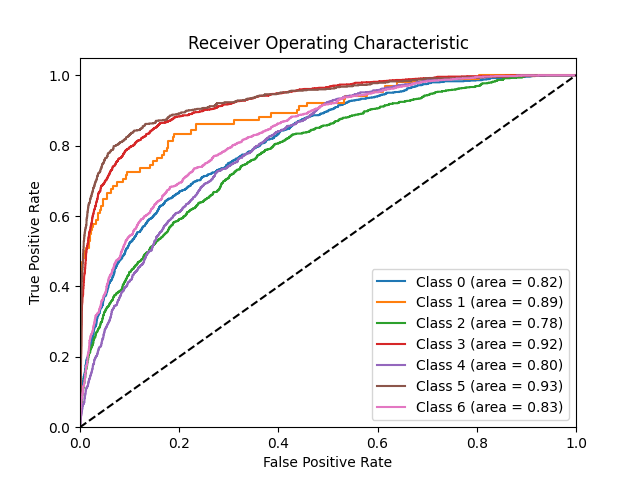 Receiver Operating Characteristic
True Positive Rate
1.0
0.8
0.6
0.4
0.2
0.0
Class 0 (area = 0.82)
Class 1 (area = 0.89)
Class 2 (area = 0.78)
Class 3 (area = 0.92)
Class 4 (area = 0.80)
Class 5 (area = 0.93)
Class 6 (area = 0.83)
0.0 0.2 0.4 0.6 0.8 1.0
False Positive Rate